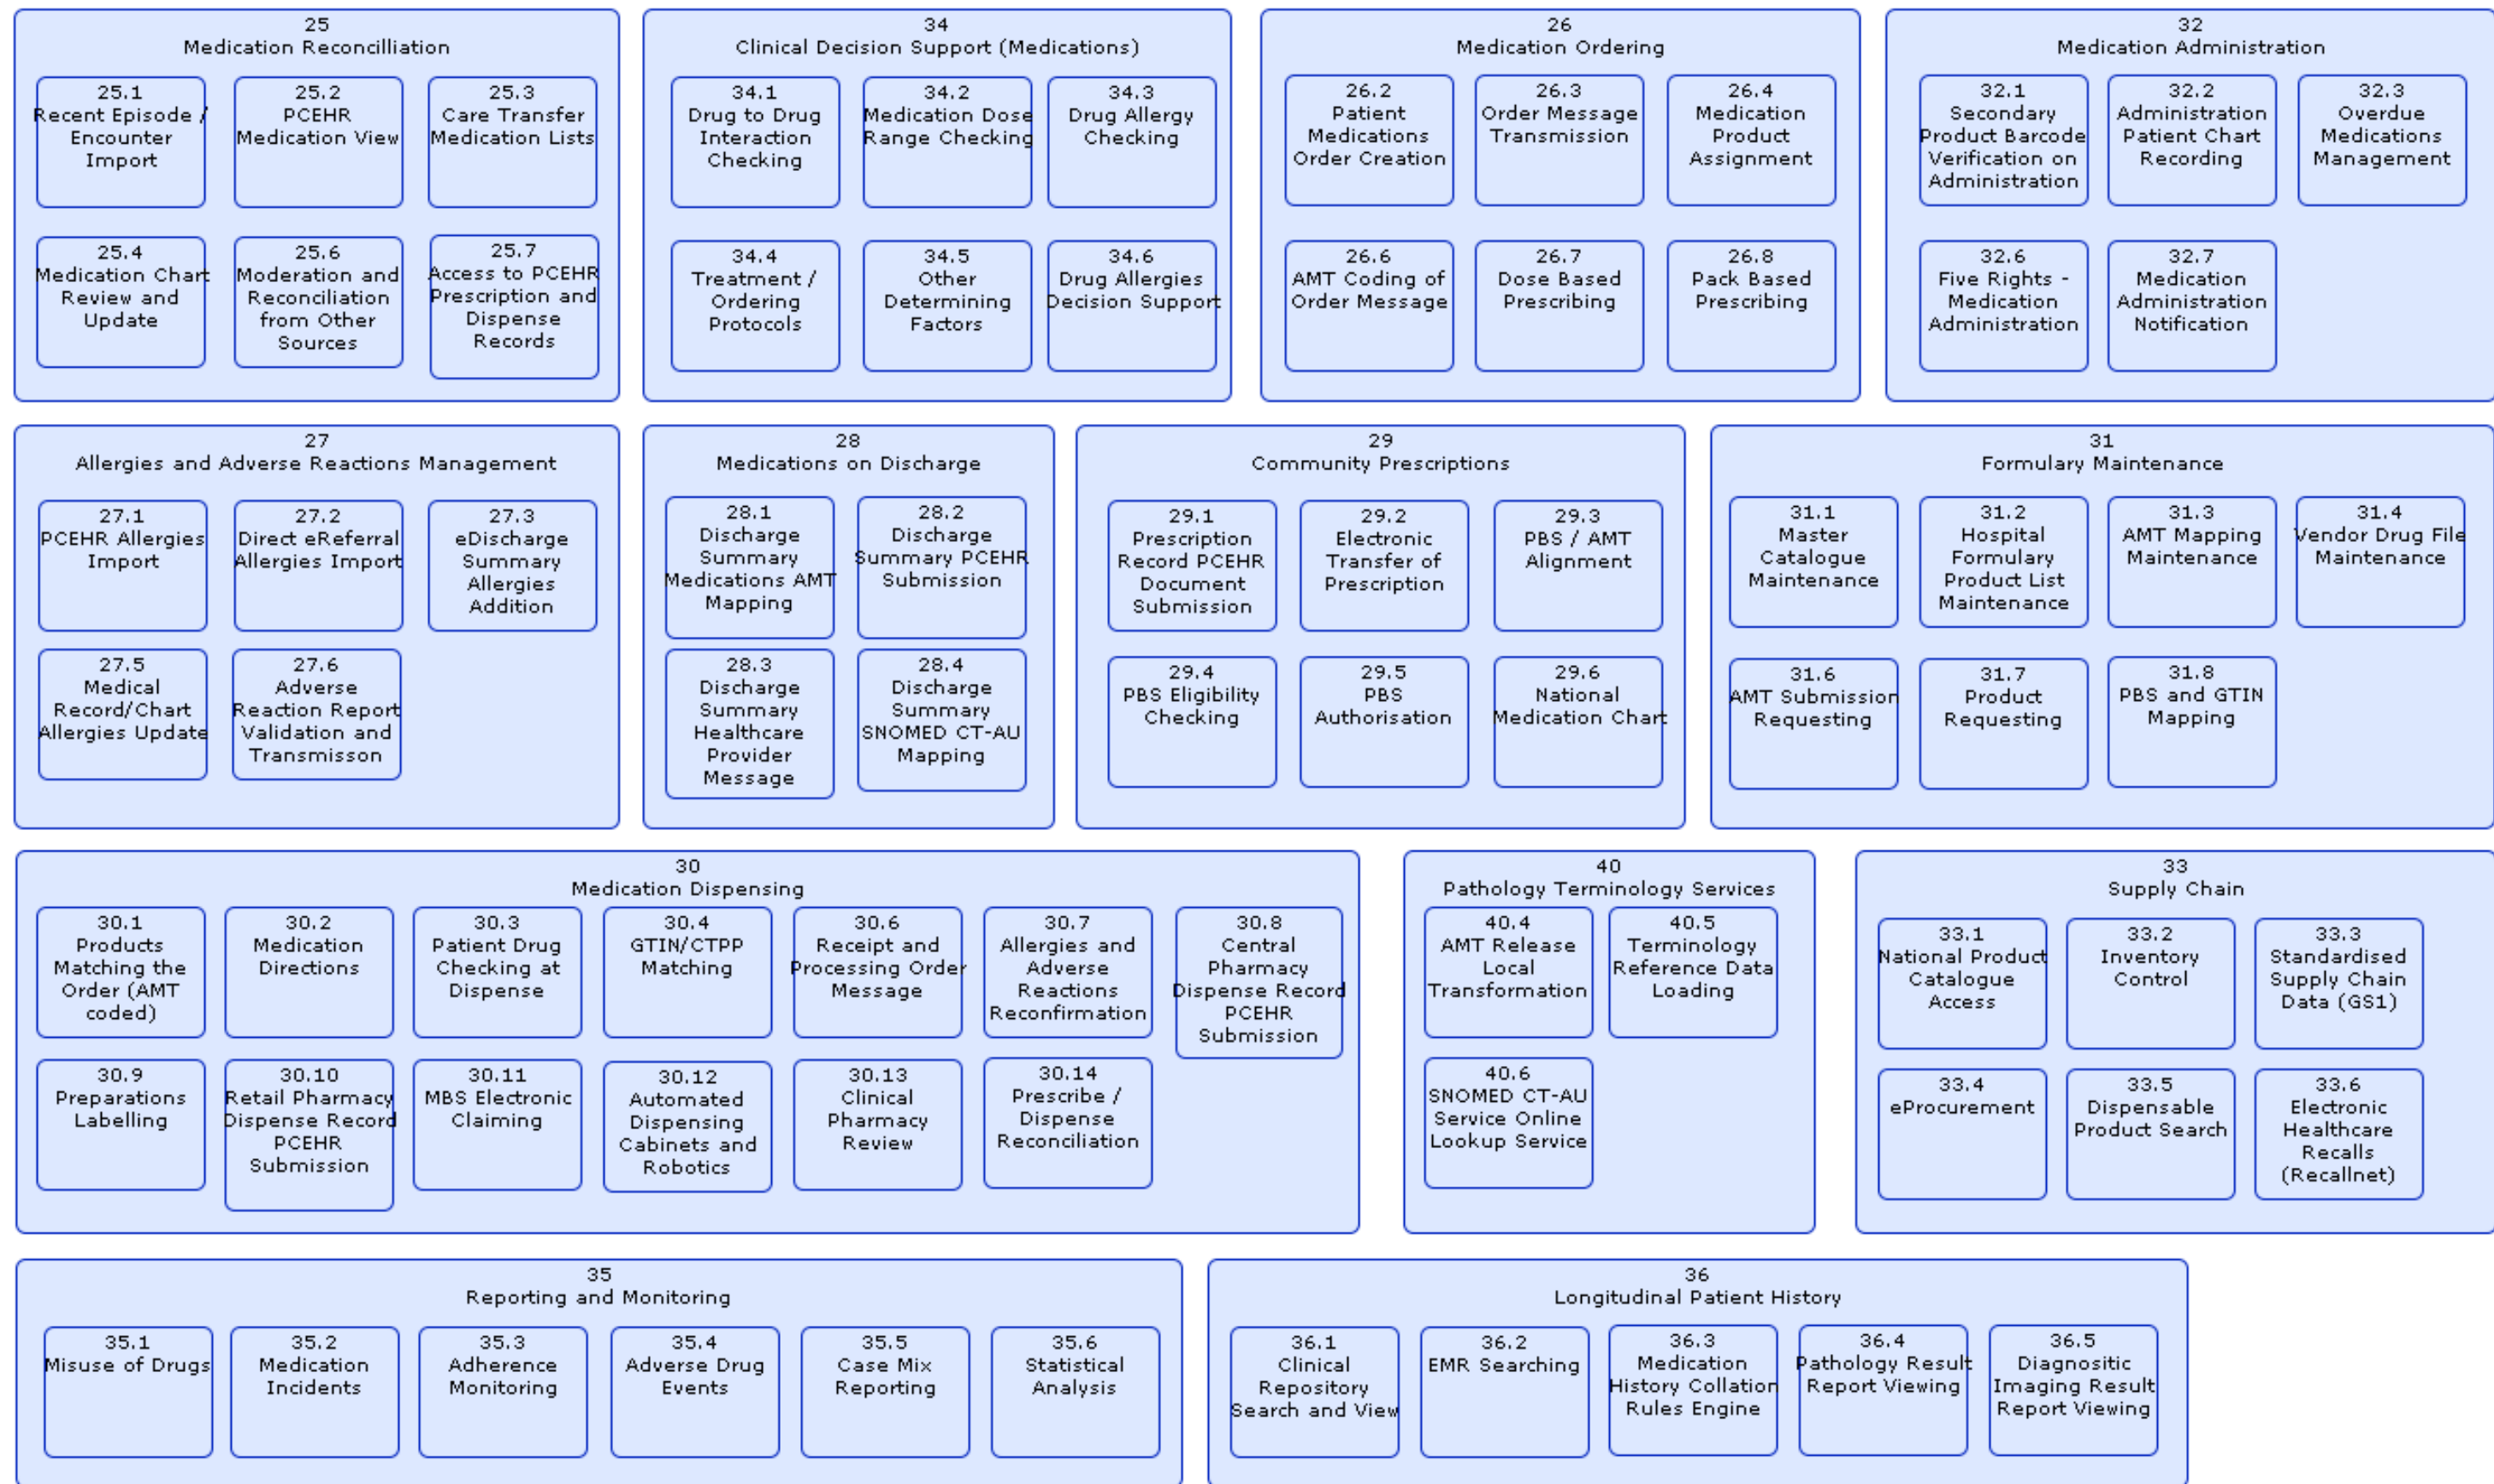 25
Medication Reconcilliation
25.1
Recent Episode /
Encounter
Import
25.2
PCEHR
Medication View
25.3
Care Transfer
Medication Lists
25.4
Medication Chart
Review and
Update
25.6
Moderation and
Reconciliation
from Other
Sources
25.7
Access to PCEHR
Prescription and
Dispense
Records
34
Clinical Decision Support (Medications)
34.1
Drug to Drug
Interaction
Checking
34.2
Medication Dose
Range Checking
34.3
Drug Allergy
Checking
34.4
Treatment /
Ordering
Protocols
34.5
Other
Determining
Factors
34.6
Drug Allergies
Decision Support
26
Medication Ordering
26.2
Patient
Medications
Order Creation
26.3
Order Message
Transmission
26.4
Medication
Product
Assignment
26.6
AMT Coding of
Order Message
26.7
Dose Based
Prescribing
26.8
Pack Based
Prescribing
32
Medication Administration
32.1
Secondary
Product Barcode
Verification on
Administration
32.2
Administration
Patient Chart
Recording
32.3
Overdue
Medications
Management
32.6
Five Rights -
Medication
Administration
32.7
Medication
Administration
Notification
27
Allergies and Adverse Reactions Management
27.1
PCEHR Allergies
Import
27.2
Direct eReferral
Allergies Import
27.3
eDischarge
Summary
Allergies
Addition
27.5
Medical
Record/Chart
Allergies Update
27.6
Adverse
Reaction Report
Validation and
Transmisson
28
Medications on Discharge
28.1
Discharge
Summary
Medications AMT
Mapping
28.2
Discharge
Summary PCEHR
Submission
28.3
Discharge
Summary
Healthcare
Provider
Message
28.4
Discharge
Summary
SNOMED CT-AU
Mapping
29
Community Prescriptions
29.1
Prescription
Record PCEHR
Document
Submission
29.2
Electronic
Transfer of
Prescription
29.3
PBS / AMT
Alignment
29.4
PBS Eligibility
Checking
29.5
PBS
Authorisation
29.6
National
Medication Chart
31
Formulary Maintenance
31.1
Master
Catalogue
Maintenance
31.2
Hospital
Formulary
Product List
Maintenance
31.3
AMT Mapping
Maintenance
31.4
Vendor Drug File
Maintenance
31.6
AMT Submission
Requesting
31.7
Product
Requesting
31.8
PBS and GTIN
Mapping
30
Medication Dispensing
30.1
Products
Matching the
Order (AMT
coded)
30.2
Medication
Directions
30.3
Patient Drug
Checking at
Dispense
30.4
GTIN/CTPP
Matching
30.6
Receipt and
Processing Order
Message
30.7
Allergies and
Adverse
Reactions
Reconfirmation
30.8
Central
Pharmacy
Dispense Record
PCEHR
Submission
30.9
Preparations
Labelling
30.10
Retail Pharmacy
Dispense Record
PCEHR
Submission
30.11
MBS Electronic
Claiming
30.12
Automated
Dispensing
Cabinets and
Robotics
30.13
Clinical
Pharmacy
Review
30.14
Prescribe /
Dispense
Reconciliation
40
Pathology Terminology Services
40.4
AMT Release
Local
Transformation
40.5
Terminology
Reference Data
Loading
40.6
SNOMED CT-AU
Service Online
Lookup Service
33
Supply Chain
33.1
National Product
Catalogue
Access
33.2
Inventory
Control
33.3
Standardised
Supply Chain
Data (GS1)
33.4
eProcurement
33.5
Dispensable
Product Search
33.6
Electronic
Healthcare
Recalls
(Recallnet)
35
Reporting and Monitoring
35.1
Misuse of Drugs
35.2
Medication
Incidents
35.3
Adherence
Monitoring
35.4
Adverse Drug
Events
35.5
Case Mix
Reporting
35.6
Statistical
Analysis
36
Longitudinal Patient History
36.1
Clinical
Repository
Search and View
36.2
EMR Searching
36.3
Medication
History Collation
Rules Engine
36.4
Pathology Result
Report Viewing
36.5
Diagnositic
Imaging Result
Report Viewing